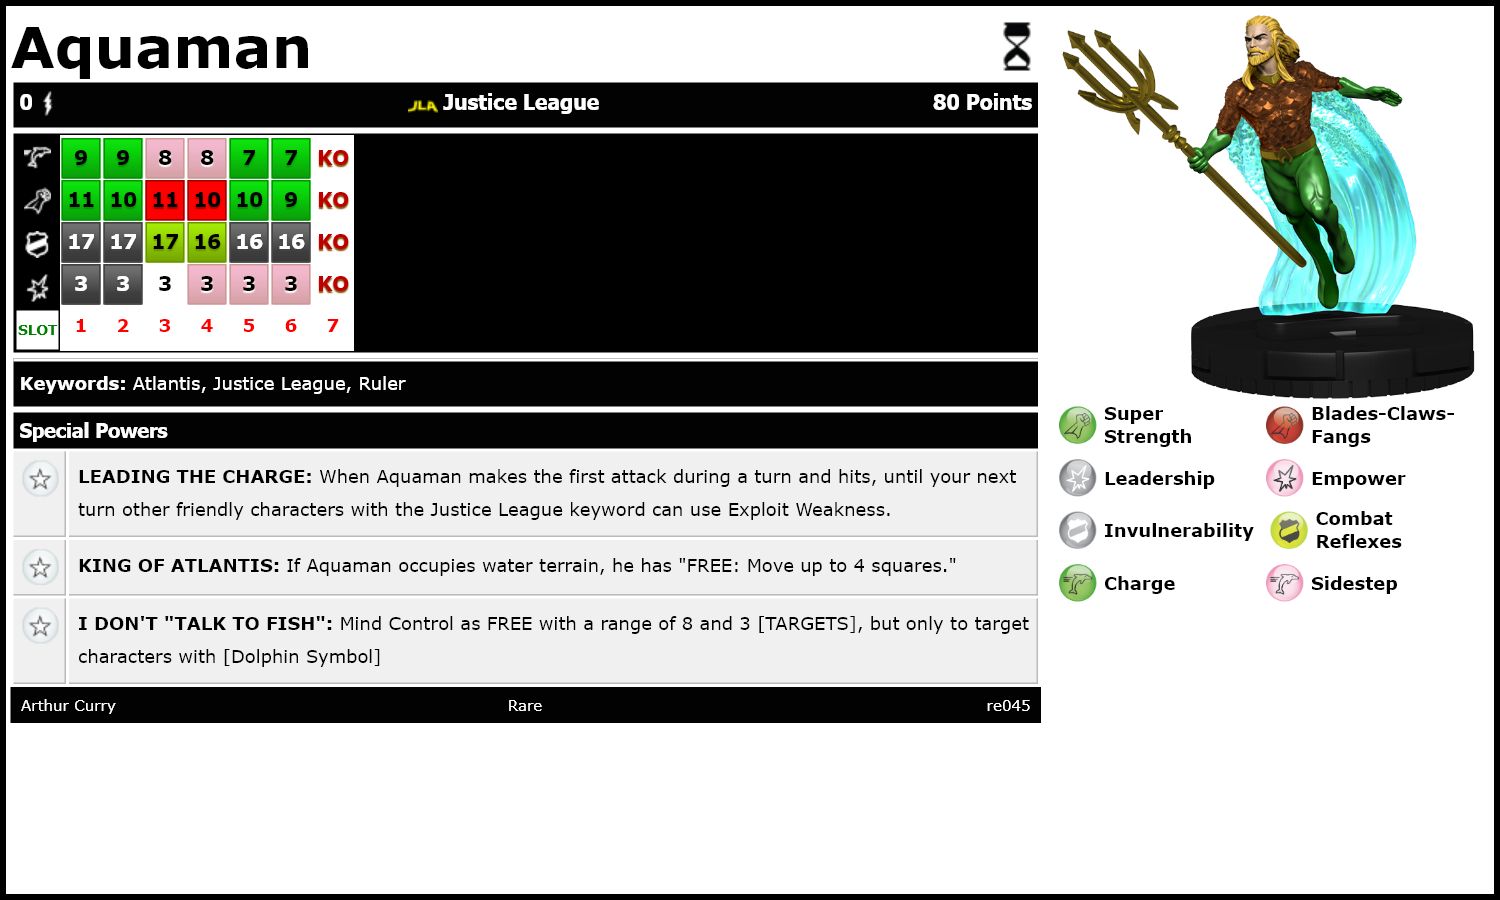 Aquaman
0 JLA Justice League 80 Points
9 9 8 8 7 7 KO
11 10 11 10 10 9 KO
17 17 17 16 16 16 KO
3 3 3 3 3 3 KO
SLOT 1 2 3 4 5 6 7
Keywords: Atlantis, Justice League, Ruler
Special Powers
LEADING THE CHARGE: When Aquaman makes the first attack during a turn and hits, until your next
turn other friendly characters with the Justice League keyword can use Exploit Weakness.
KING OF ATLANTIS: If Aquaman occupies water terrain, he has "FREE: Move up to 4 squares."
I DON'T "TALK TO FISH": Mind Control as FREE with a range of 8 and 3 [TARGETS], but only to target
characters with [Dolphin Symbol]
Arthur Curry Rare re045
Super
Strength
Blades-Claws-
Fangs
Leadership
Empower
Invulnerability
Combat
Reflexes
Charge
Sidestep